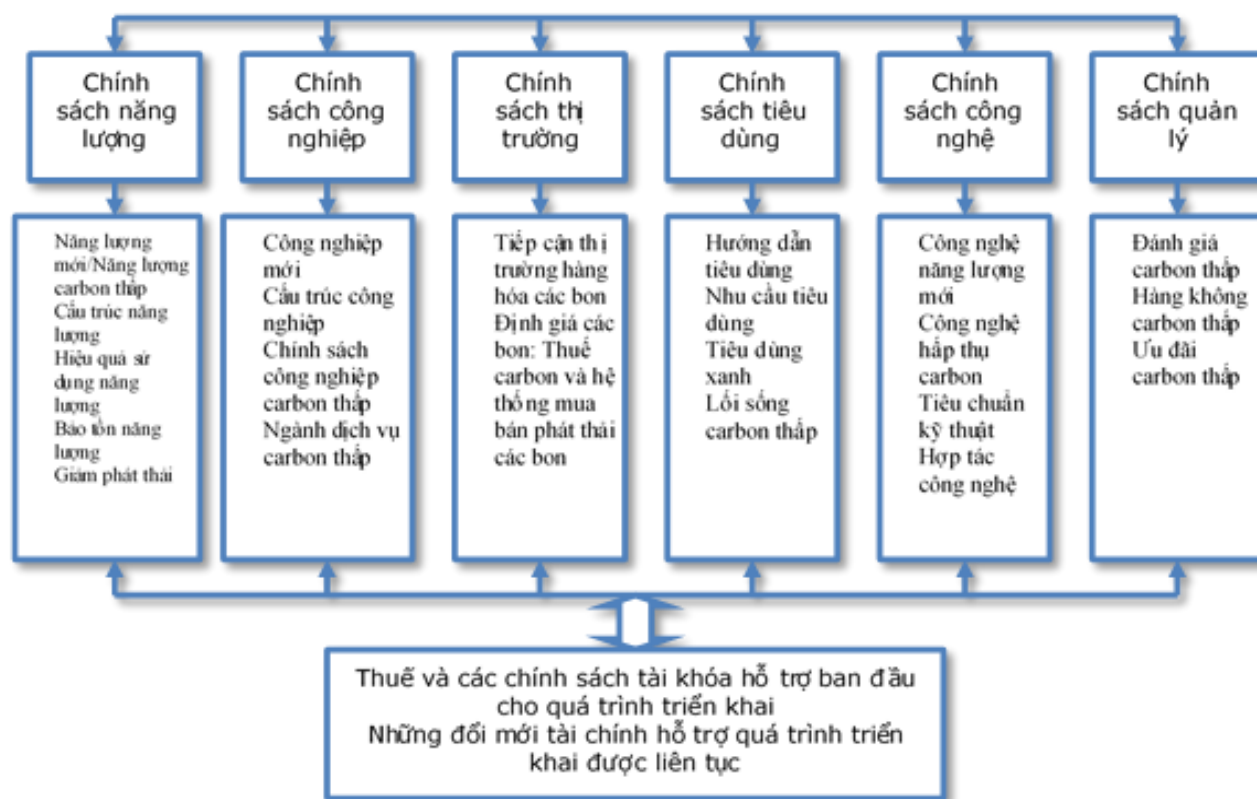 Chính
sách năng
lượng
Chính
sách công
nghiệp
Chính
sách thị
trường
Chính
sách tiêu
dùng
Chính
sách công
nghệ
Chính
sách quản
lý
Năng lượng
mới/Năng lượng
carbon thấp
Cấu trúc năng
lượng
Hiệu quả sử
dụng năng
lượng
Bảo tồn năng
lượng
Giảm phát thải
Công nghiệp
mới
Cấu trúc công
nghiệp
Chính sách
công nghiệp
carbon thấp
Ngành dịch vụ
carbon thấp
Tiếp cận thị
trường hàng
hóa các bon
Định giá các
bon: Thuế
carbon và hệ
thống mua
bán phát thải
các bon
Hướng dẫn
tiêu dùng
Nhu cầu tiêu
dùng
Tiêu dùng
xanh
Lối sống
carbon thấp
Công nghệ
năng lượng
mới
Công nghệ
hấp thụ
carbon
Tiêu chuẩn
kỹ thuật
Hợp tác
công nghệ
Đánh giá
carbon thấp
Hàng không
carbon thấp
Ưu đãi
carbon thấp
Thuế và các chính sách tài khóa hỗ trợ ban đầu
cho quá trình triển khai
Những đổi mới tài chính hỗ trợ quá trình triển
khai được liên tục